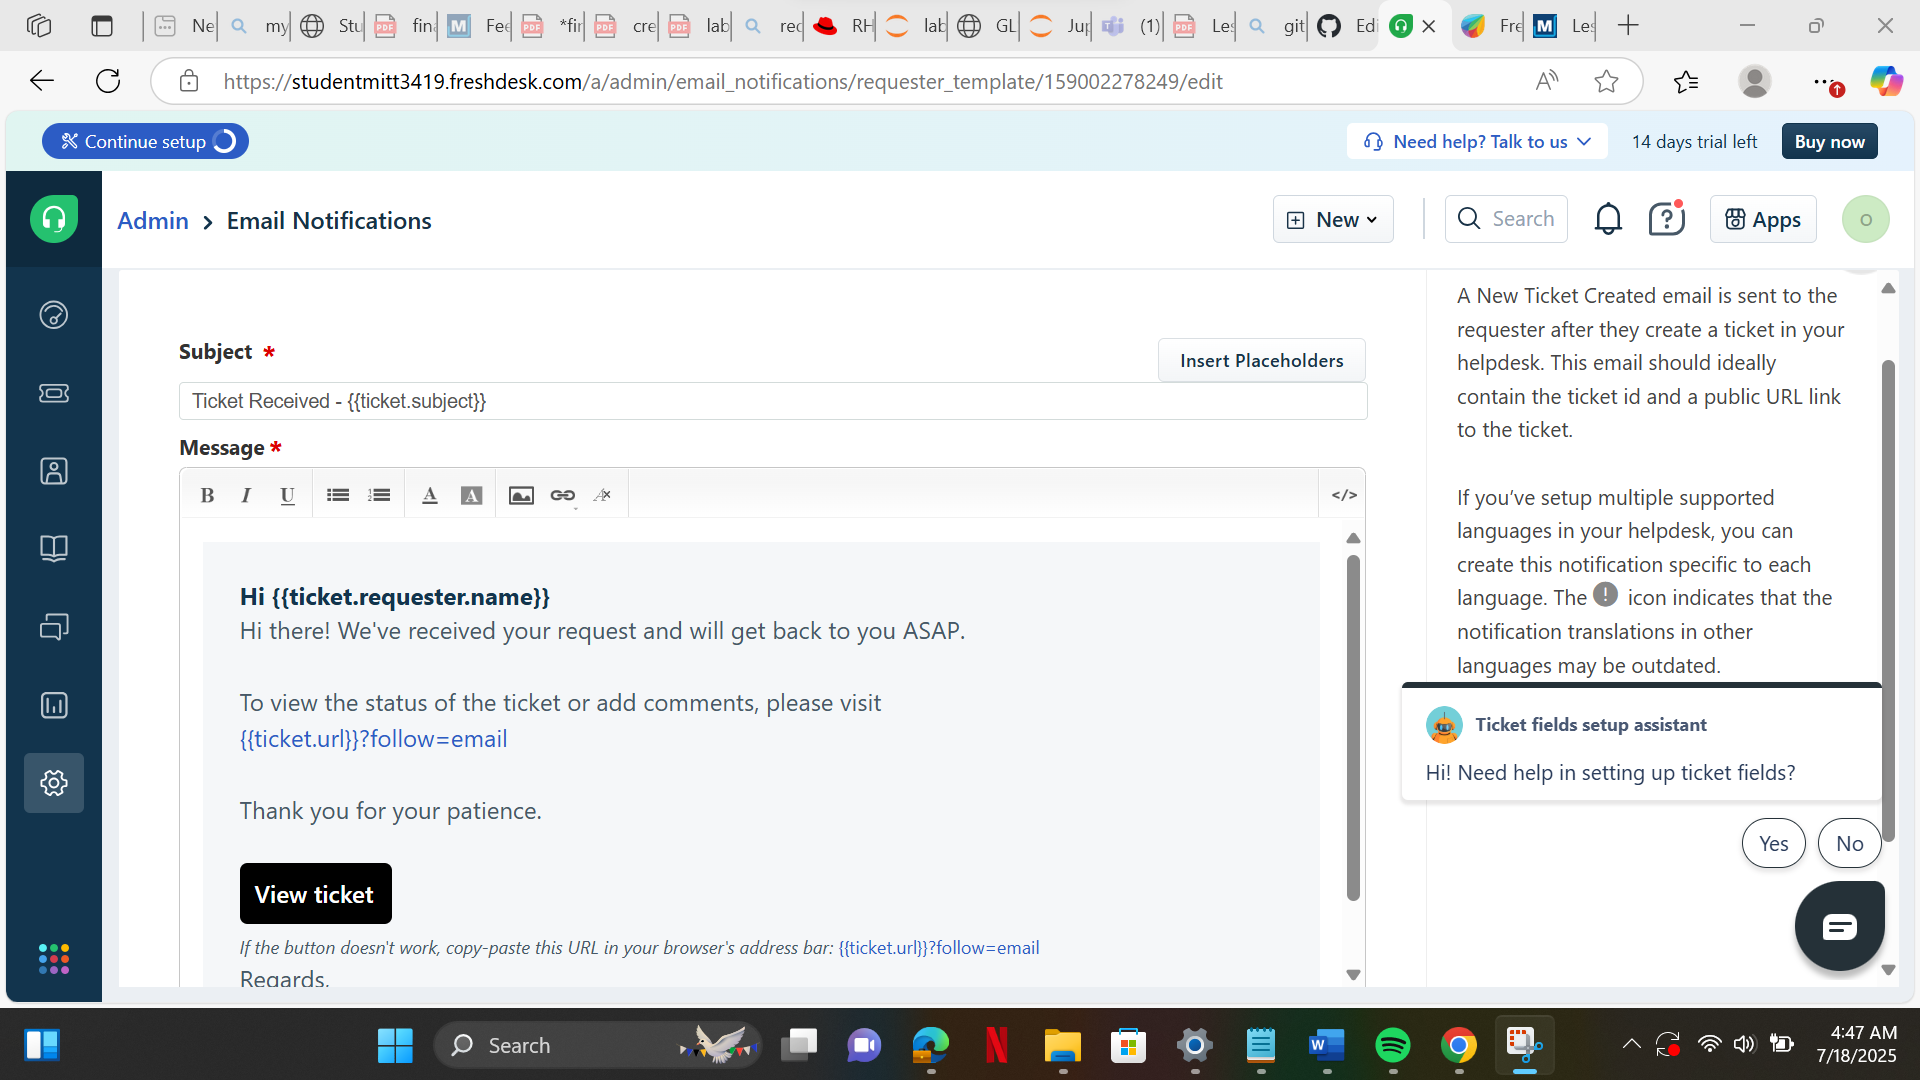 Ne
my
Stu
fina
Fee
*fir
cre
lab
rec
RH
lab
GL
Jup
(1)
Les
git
Edi
Fre
Les
https://studentmitt3419.freshdesk.com/a/admin/email_notifications/requester_template/159002278249/edit
Continue setup
Need help? Talk to us
14 days trial left
Buy now
Admin > Email Notifications
New
Search
Apps
O
Subject *
Insert Placeholders
Ticket Received - {{ticket.subject}}
Message *
B I U
A A
</>
Hi {{ticket.requester.name}}
Hi there! We've received your request and will get back to you ASAP.
To view the status of the ticket or add comments, please visit
{{ticket.url}}?follow=email
Thank you for your patience.
View ticket
If the button doesn't work, copy-paste this URL in your browser's address bar: {{ticket.url}}?follow=email
Regards,
A New Ticket Created email is sent to the
requester after they create a ticket in your
helpdesk. This email should ideally
contain the ticket id and a public URL link
to the ticket.
If you’ve setup multiple supported
languages in your helpdesk, you can
create this notification specific to each
language. The ! icon indicates that the
notification translations in other
languages may be outdated.
Ticket fields setup assistant
Hi! Need help in setting up ticket fields?
Yes
No
Search
4:47 AM
7/18/2025